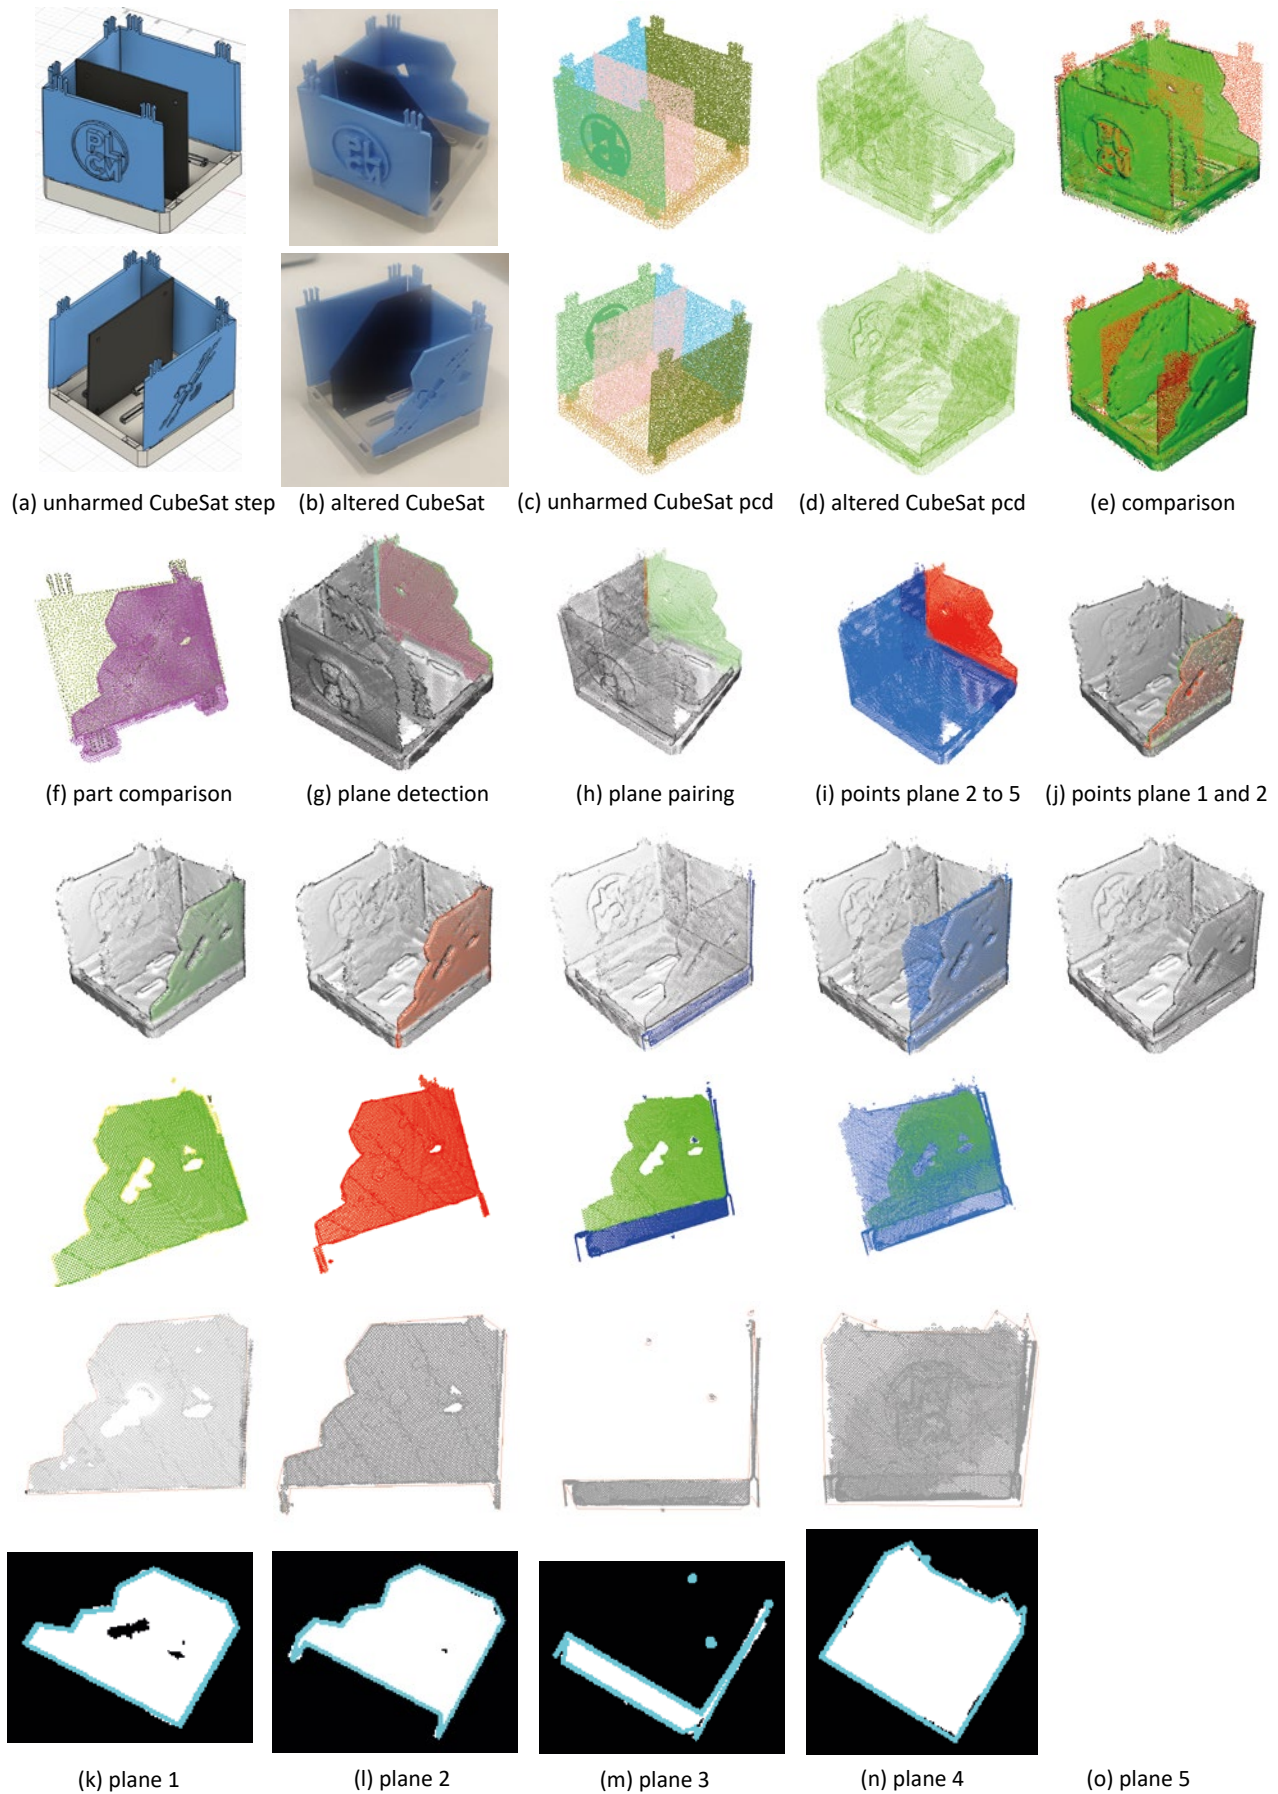 PL
CM
(a) unharmed CubeSat step
(b) altered CubeSat
(c) unharmed CubeSat pcd
(d) altered CubeSat pcd
(e) comparison
(f) part comparison
(g) plane detection
(h) plane pairing
(i) points plane 2 to 5
(j) points plane 1 and 2
(k) plane 1
(l) plane 2
(m) plane 3
(n) plane 4
(o) plane 5